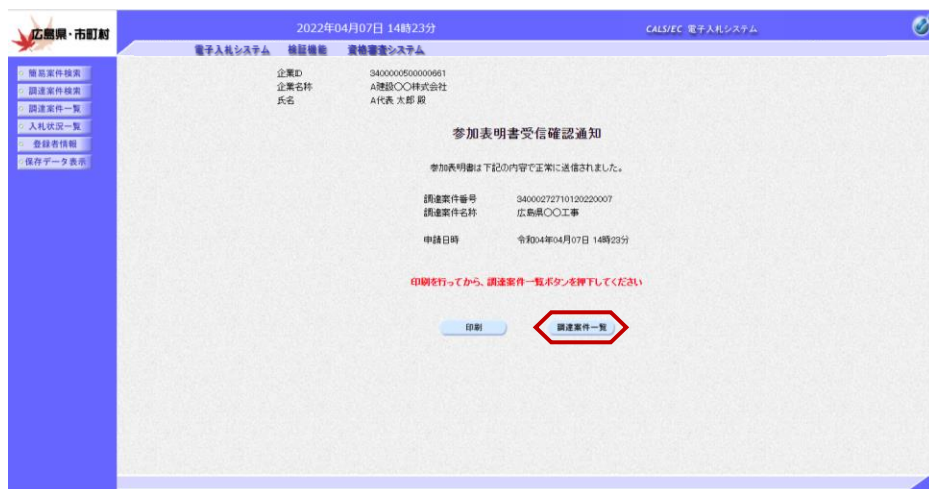 広島県・市町村
2022年04月07日 14時23分
CALS/EC 電子入札システム
電子入札システム 検証機能 資格審査システム
簡易案件検索
調達案件検索
調達案件一覧
入札状況一覧
登録者情報
保存データ表示
企業ID 3400000500000661
企業名称 A建設〇〇株式会社
氏名 A代表 太郎 殿
参加表明書受信確認通知
参加表明書は下記の内容で正常に送信されました。
調達案件番号 34000272710120220007
調達案件名称 広島県〇〇工事
申請日時 令和04年04月07日 14時23分
印刷を行ってから、調達案件一覧ボタンを押下してください
印刷 調達案件一覧